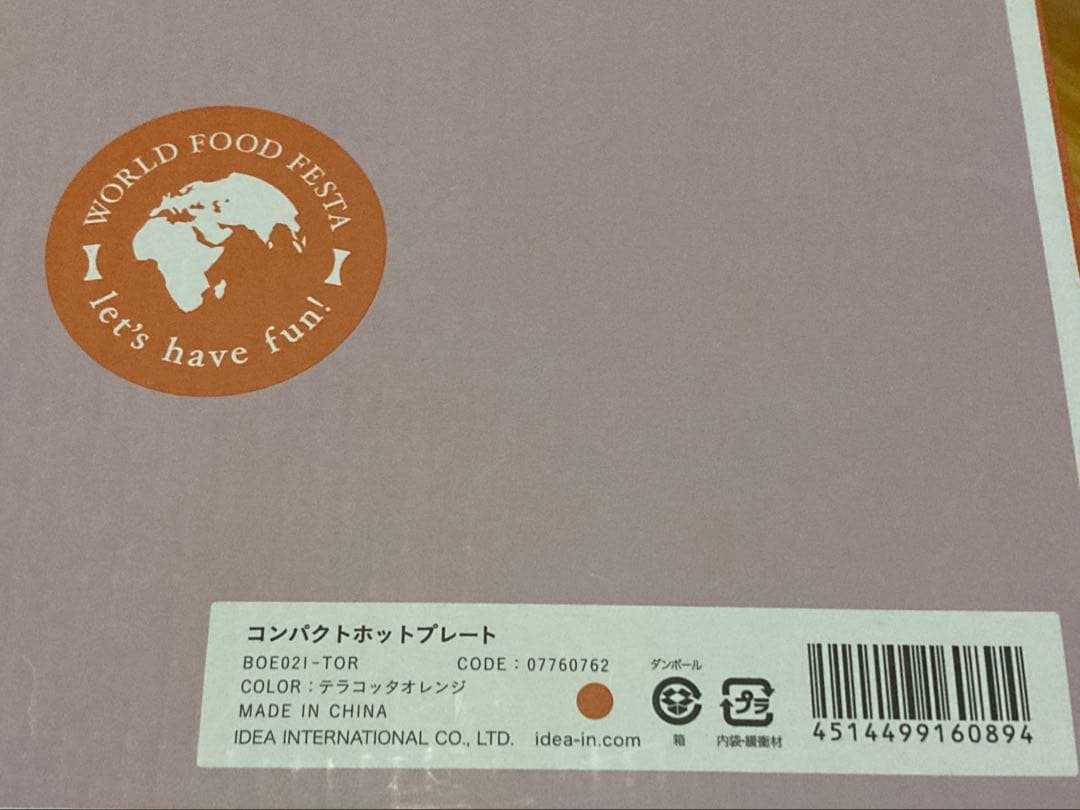 WORLD FOOD FESTA
let's have fun!
コンパクトホットプレート
BOE021-TOR CODE : 07760762
COLOR : テラコッタオレンジ
MADE IN CHINA
IDEA INTERNATIONAL CO., LTD. idea-in.com
ダンボール
箱
プラ
内袋・緩衝材
4514499160894